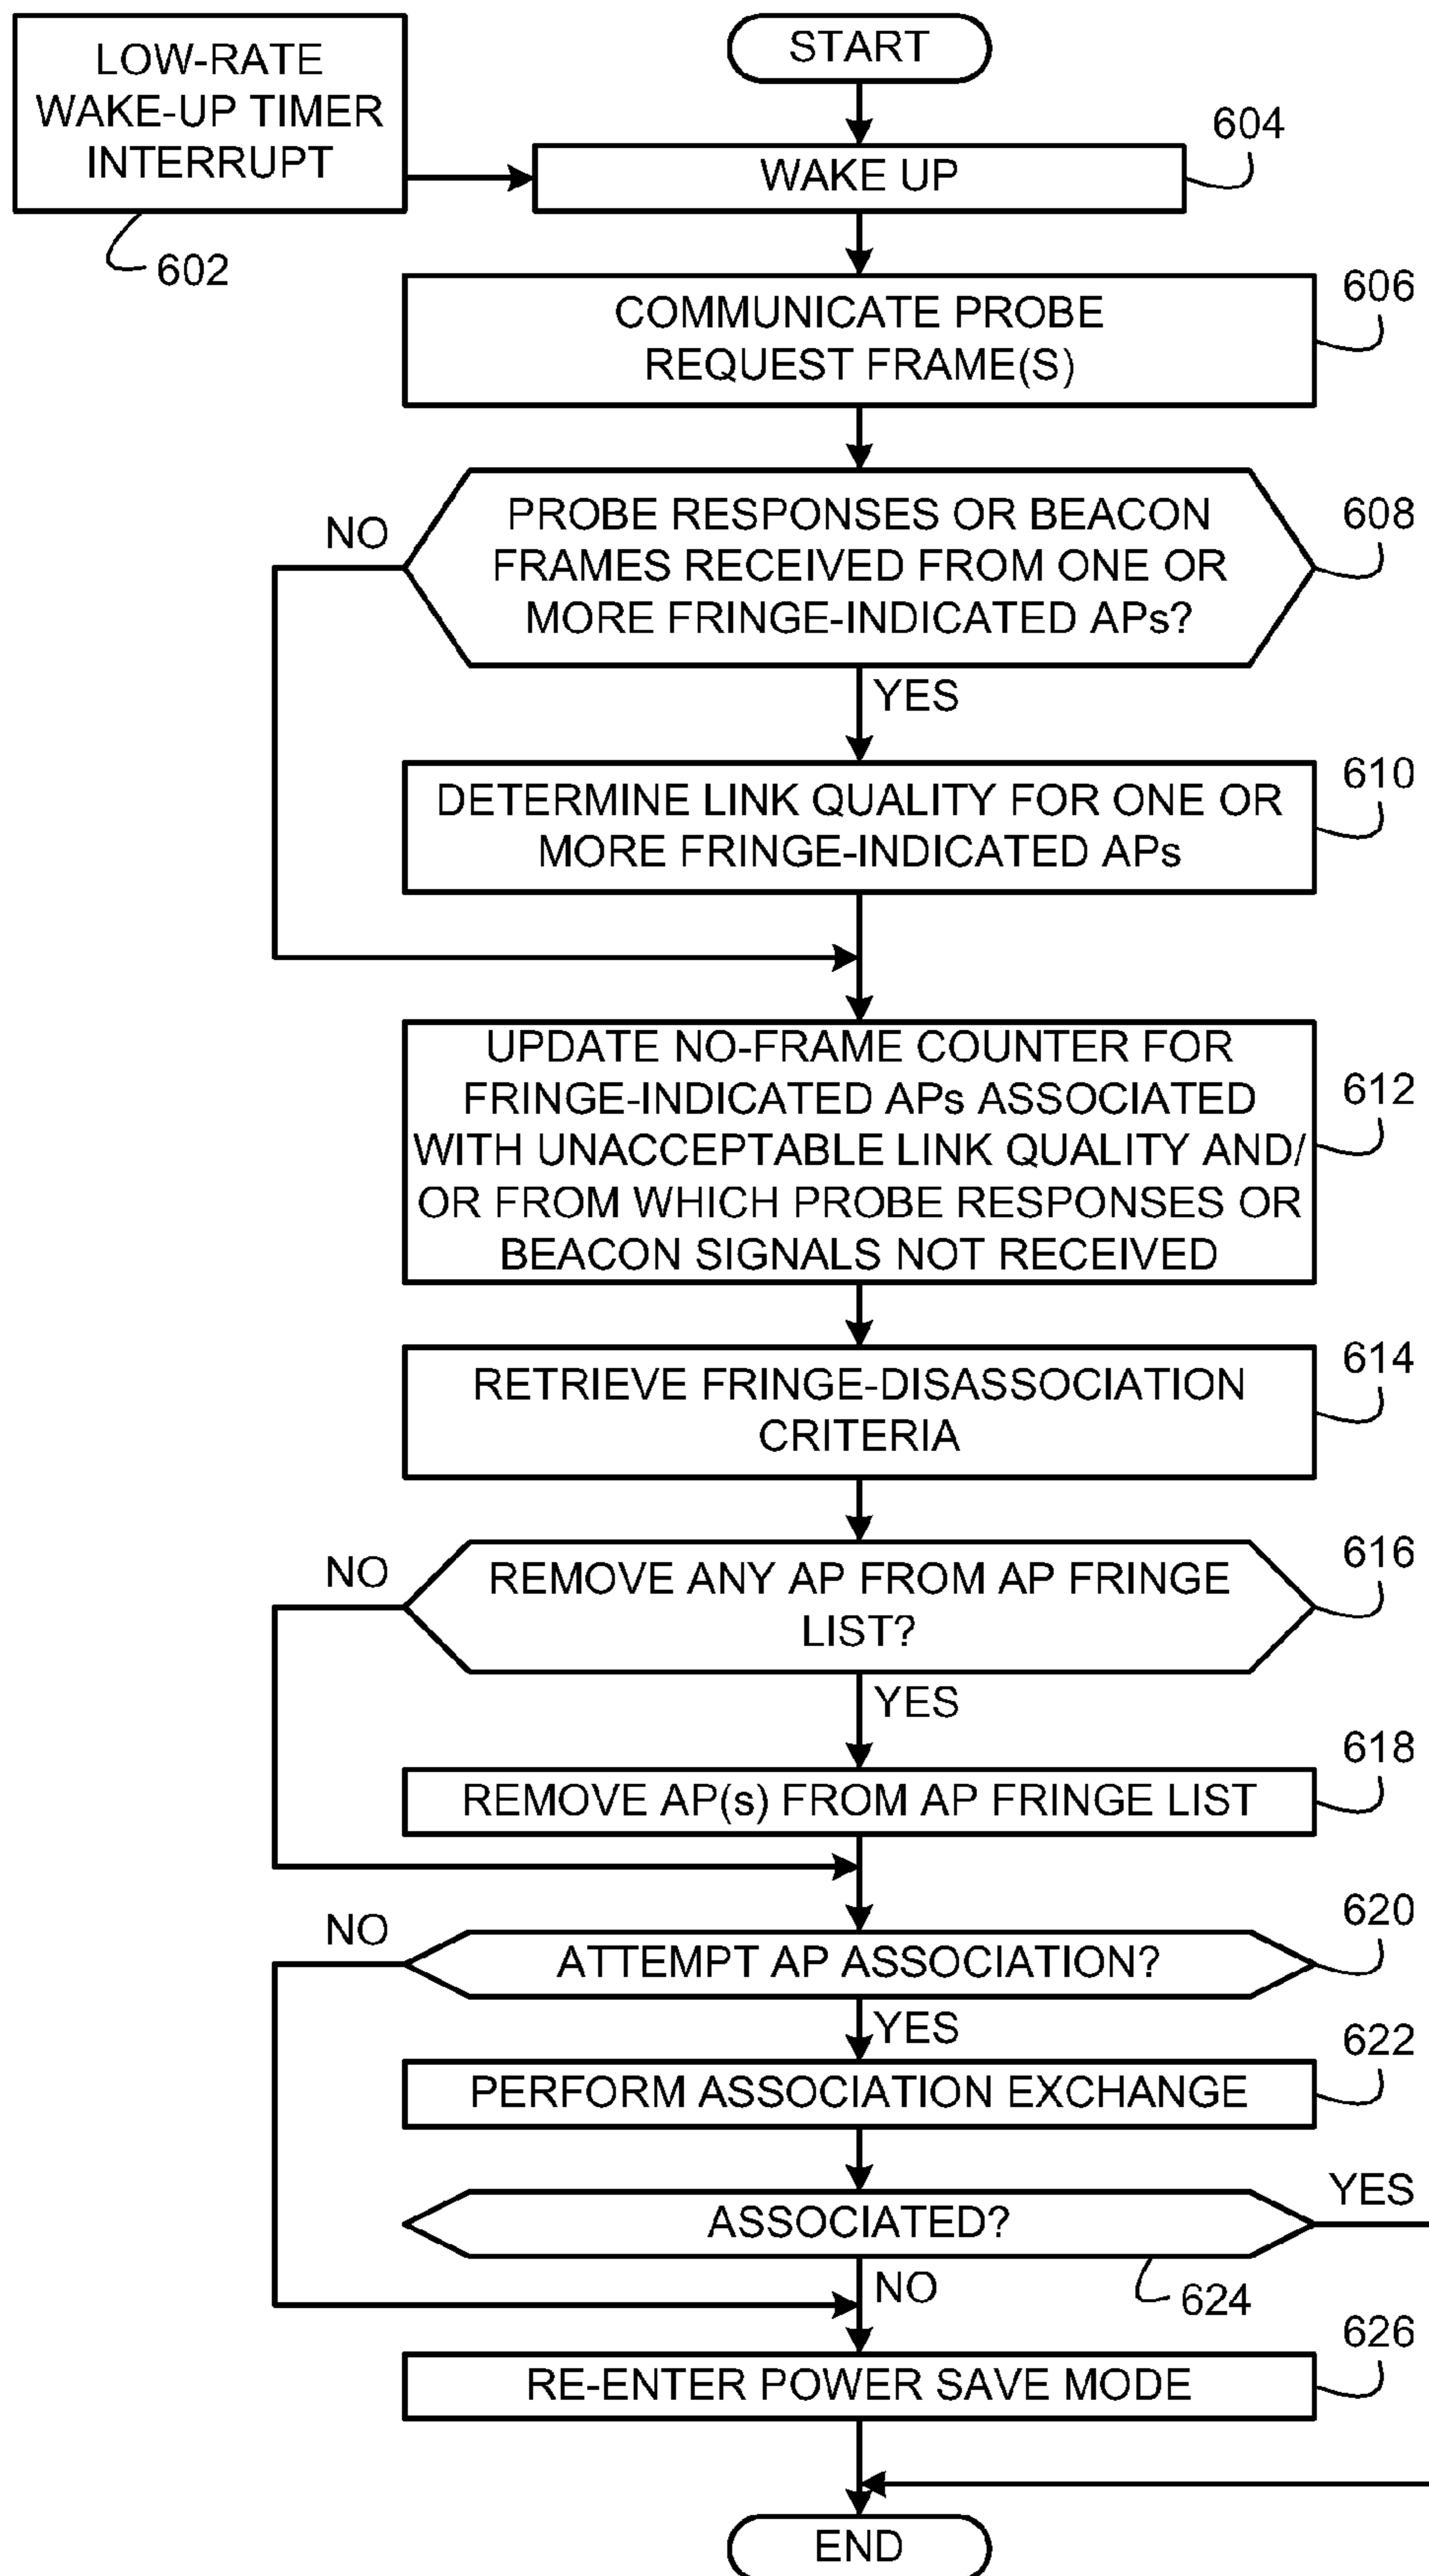 LOW-RATE
WAKE-UP TIMER
INTERRUPT
602
START
WAKE UP
604
COMMUNICATE PROBE
REQUEST FRAME(S)
606
PROBE RESPONSES OR BEACON
FRAMES RECEIVED FROM ONE OR
MORE FRINGE-INDICATED APs?
608
NO
YES
DETERMINE LINK QUALITY FOR ONE OR
MORE FRINGE-INDICATED APs
610
UPDATE NO-FRAME COUNTER FOR
FRINGE-INDICATED APs ASSOCIATED
WITH UNACCEPTABLE LINK QUALITY AND/
OR FROM WHICH PROBE RESPONSES OR
BEACON SIGNALS NOT RECEIVED
612
RETRIEVE FRINGE-DISASSOCIATION
CRITERIA
614
REMOVE ANY AP FROM AP FRINGE
LIST?
616
NO
YES
REMOVE AP(s) FROM AP FRINGE LIST
618
NO
ATTEMPT AP ASSOCIATION?
620
YES
PERFORM ASSOCIATION EXCHANGE
622
ASSOCIATED?
YES
624
NO
RE-ENTER POWER SAVE MODE
626
END